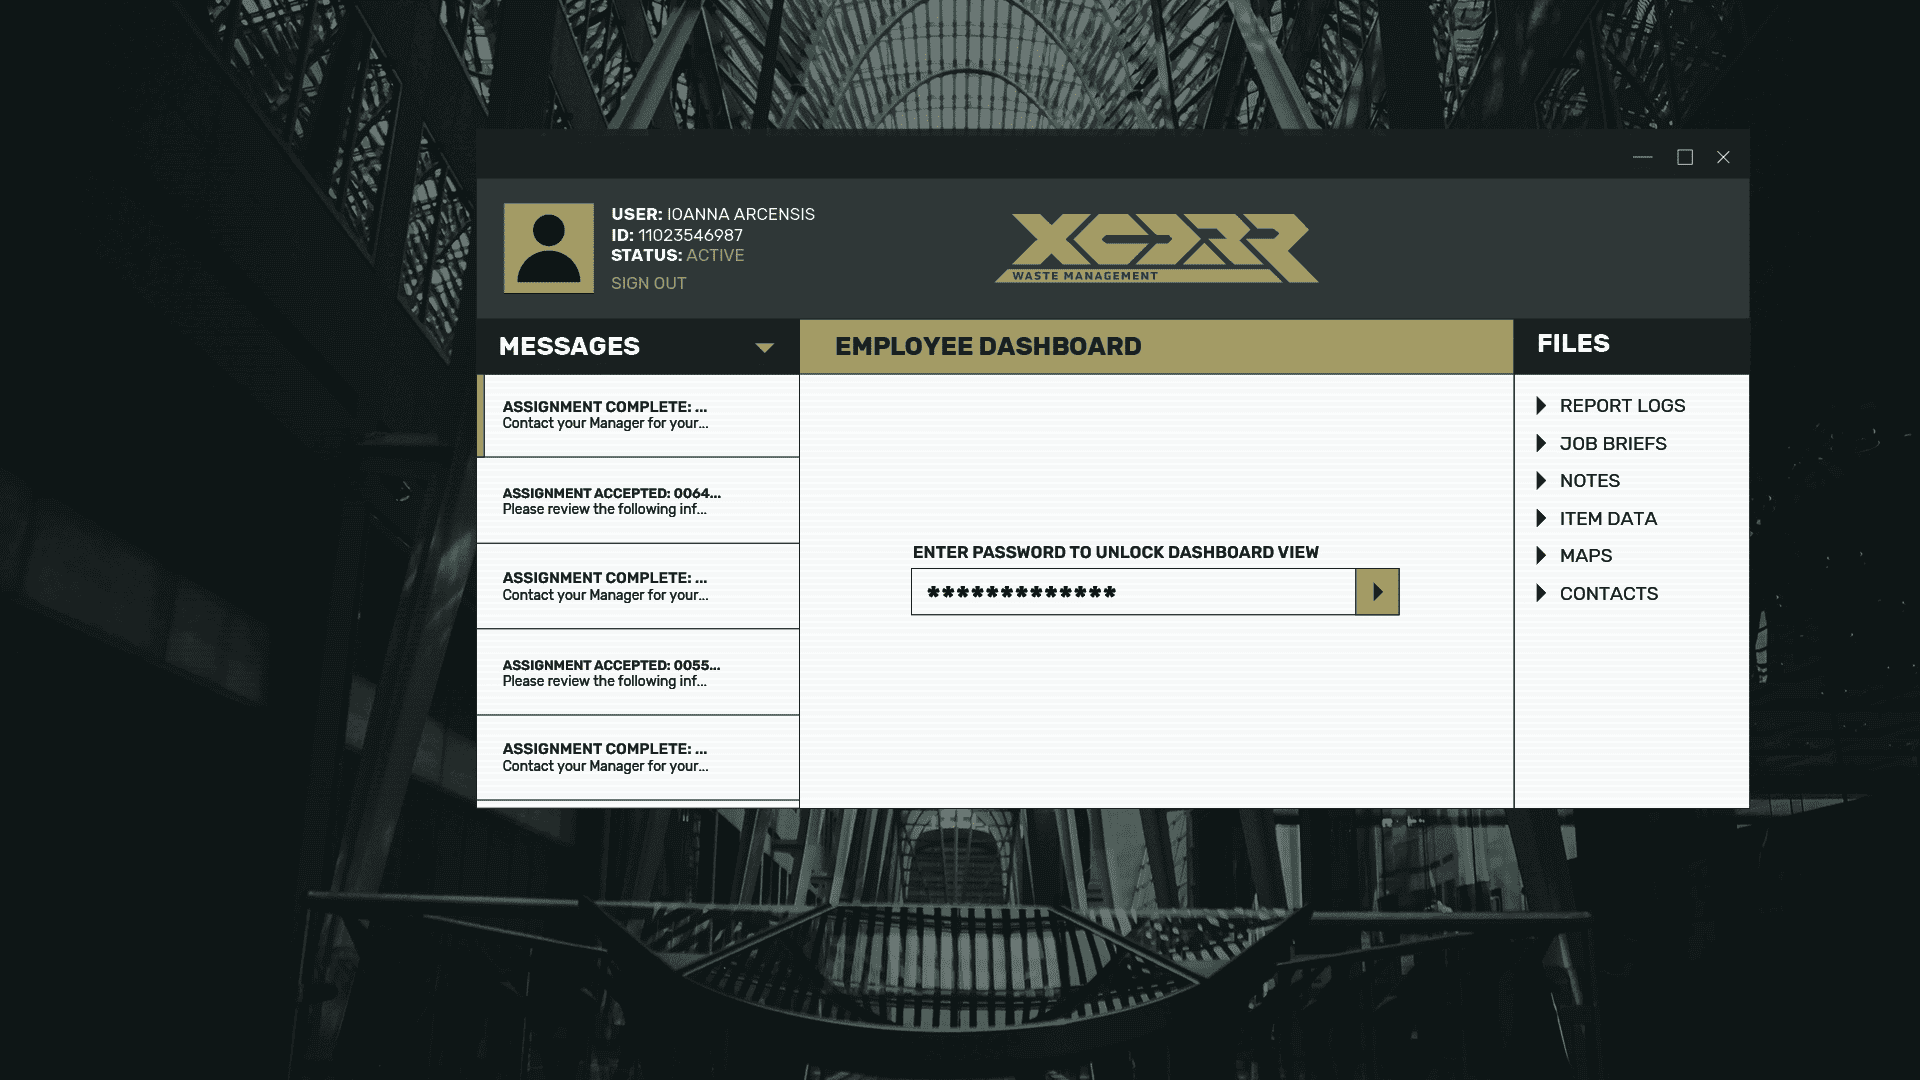 USER: IOANNA ARCENSIS
ID: 11023546987
STATUS: ACTIVE
SIGN OUT
WASTE MANAGEMENT
MESSAGES
ASSIGNMENT COMPLETE: ...
Contact your Manager for your...
ASSIGNMENT ACCEPTED: 0064...
Please review the following inf...
ASSIGNMENT COMPLETE: ...
Contact your Manager for your...
ASSIGNMENT ACCEPTED: 0055...
Please review the following inf...
ASSIGNMENT COMPLETE: ...
Contact your Manager for your...
EMPLOYEE DASHBOARD
ENTER PASSWORD TO UNLOCK DASHBOARD VIEW
*************
FILES
REPORT LOGS
JOB BRIEFS
NOTES
ITEM DATA
MAPS
CONTACTS